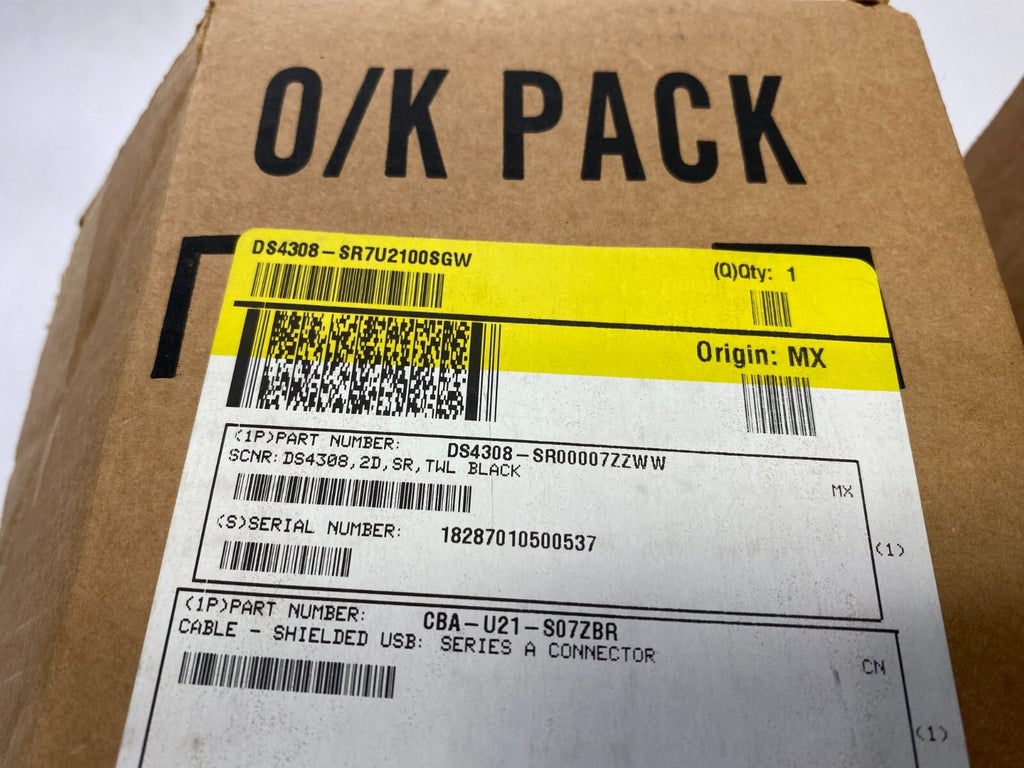 O/K PACK
DS4308-SR7U2100SGW
(Q)Qty: 1
Origin: MX
(1P)PART NUMBER: DS4308-SR00007ZZWW
SCNR:DS4308,2D,SR,TWL BLACK
MX
(S)SERIAL NUMBER: 18287010500537
(1)
(1P)PART NUMBER: CBA-U21-S07ZBR
CABLE - SHIELDED USB: SERIES A CONNECTOR
CN
(1)